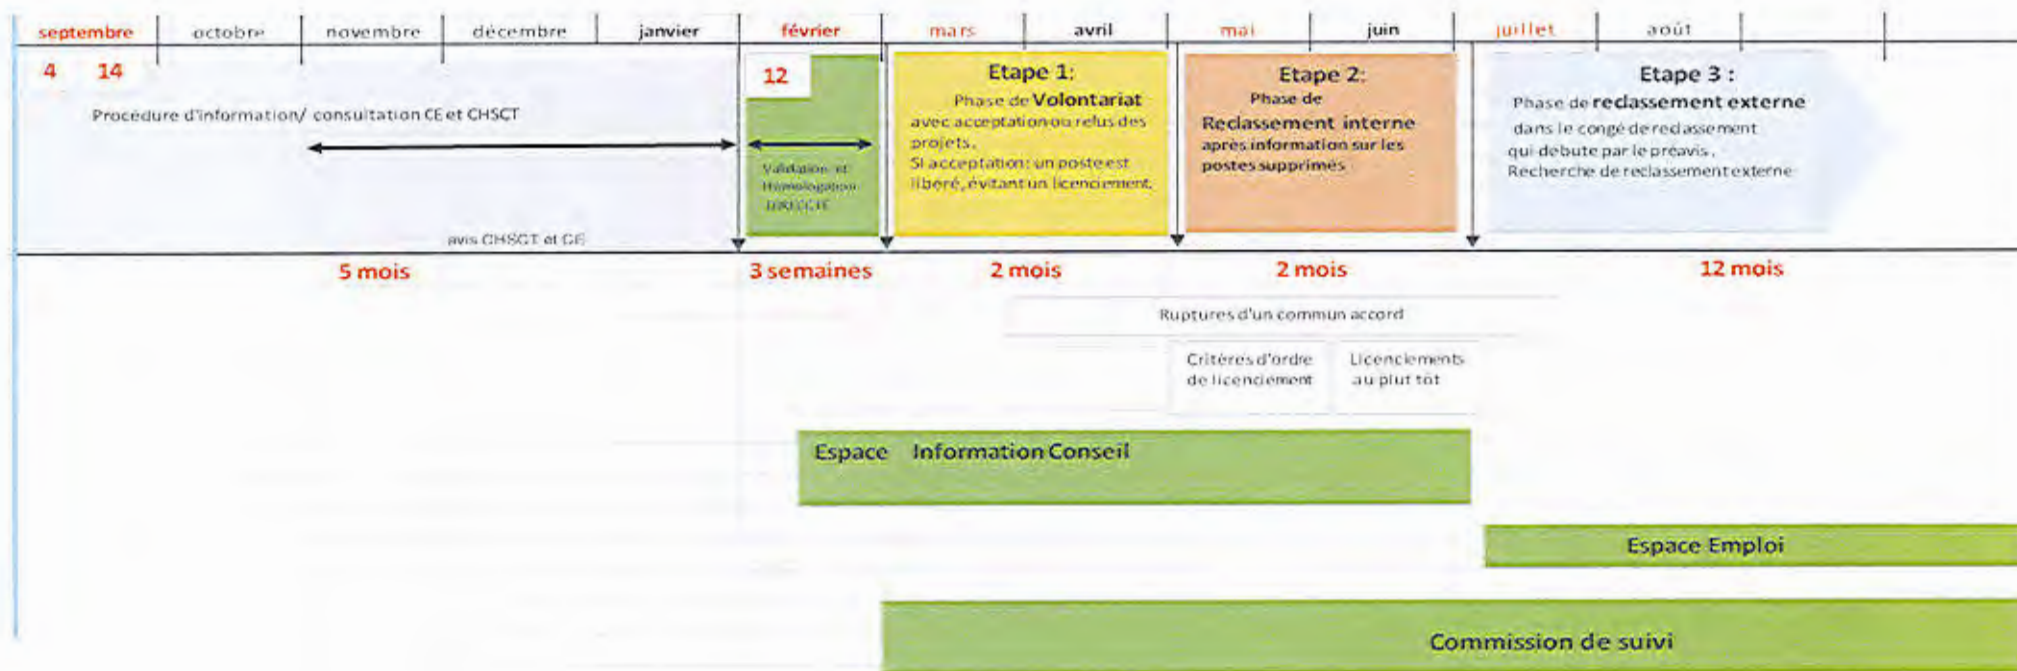 septembre octobre novembre décembre janvier février mars avril mai juin juillet août
4 14
Procédure d'information/ consultation CE et CHSCT
avis CHSCT et CE
12
Validation et
Homologation
DIRECCTE
Etape 1:
Phase de Volontariat
avec acceptation ou refus des
projets.
SI acceptation: un poste est
libéré, évitant un licenciement.
Etape 2:
Phase de
Reclassement interne
après information sur les
postes supprimés
Etape 3 :
Phase de reclassement externe
dans le congé de reclassement
qui debute par le préavis.
Recherche de reclassement externe
5 mois 3 semaines 2 mois 2 mois 12 mois
Ruptures d'un commun accord
Critères d'ordre
de licenciement
Licenciements
au plut tôt
Espace Information Conseil
Espace Emploi
Commission de suivi